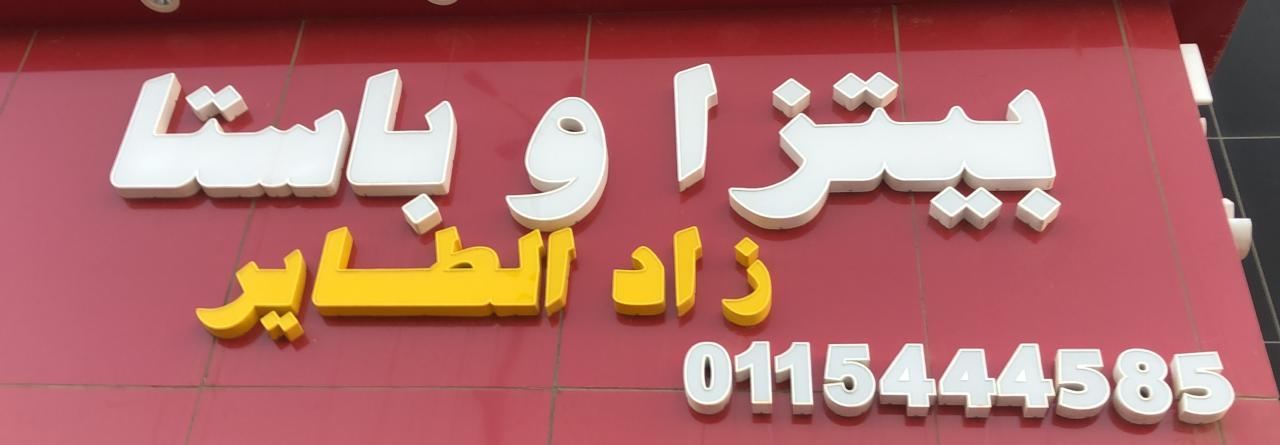 بيتزا و باستا
زاد الطاير
0115444585